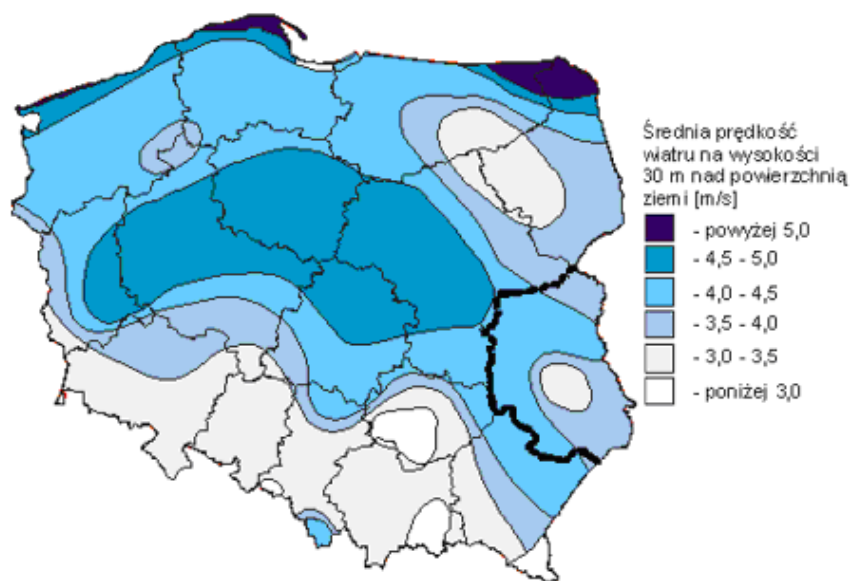 Średnia prędkość
wiatru na wysokości
30 m nad powierzchnią
ziemi [m/s]
- powyżej 5,0
- 4,5 - 5,0
- 4,0 - 4,5
- 3,5 - 4,0
- 3,0 - 3,5
- poniżej 3,0